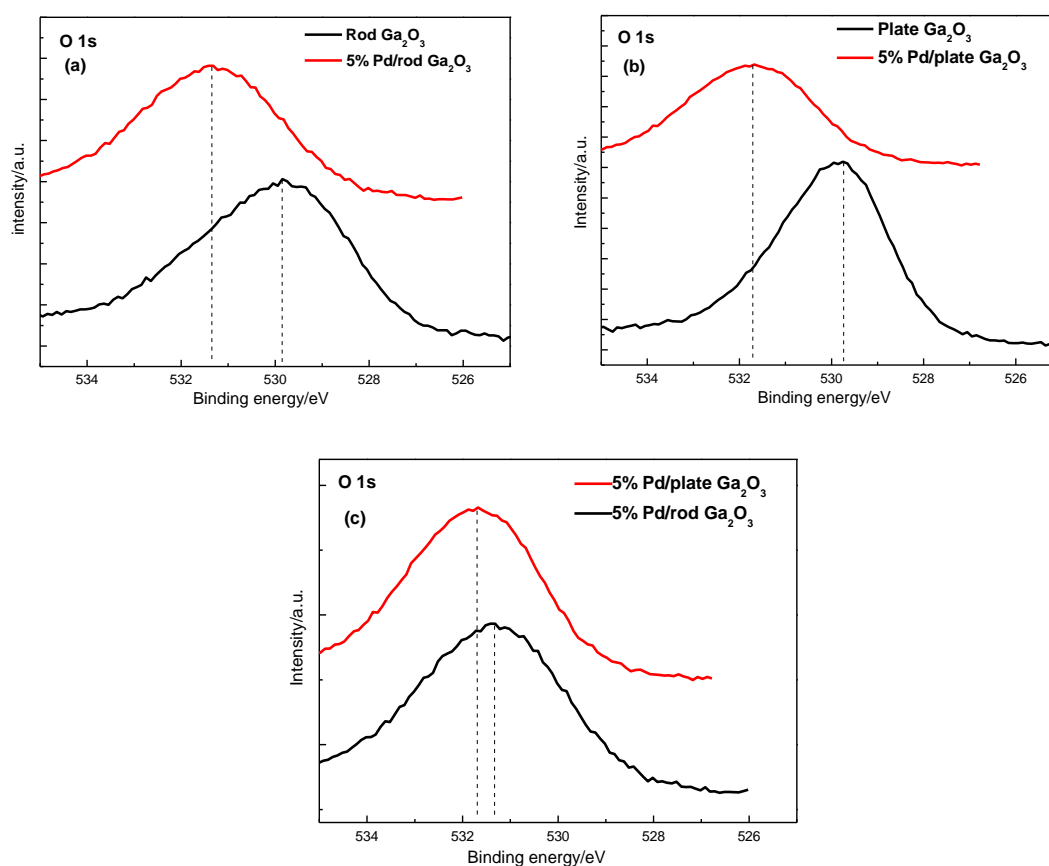 O 1s
(a)
Rod Ga₂O₃
5% Pd/rod Ga₂O₃
intensity/a.u.
534 532 530 528 526
Binding energy/eV
O 1s
(b)
Plate Ga₂O₃
5% Pd/plate Ga₂O₃
Intensity/a.u.
534 532 530 528 526
Binding energy/eV
O 1s
(c)
5% Pd/plate Ga₂O₃
5% Pd/rod Ga₂O₃
Intensity/a.u.
534 532 530 528 526
Binding energy/eV